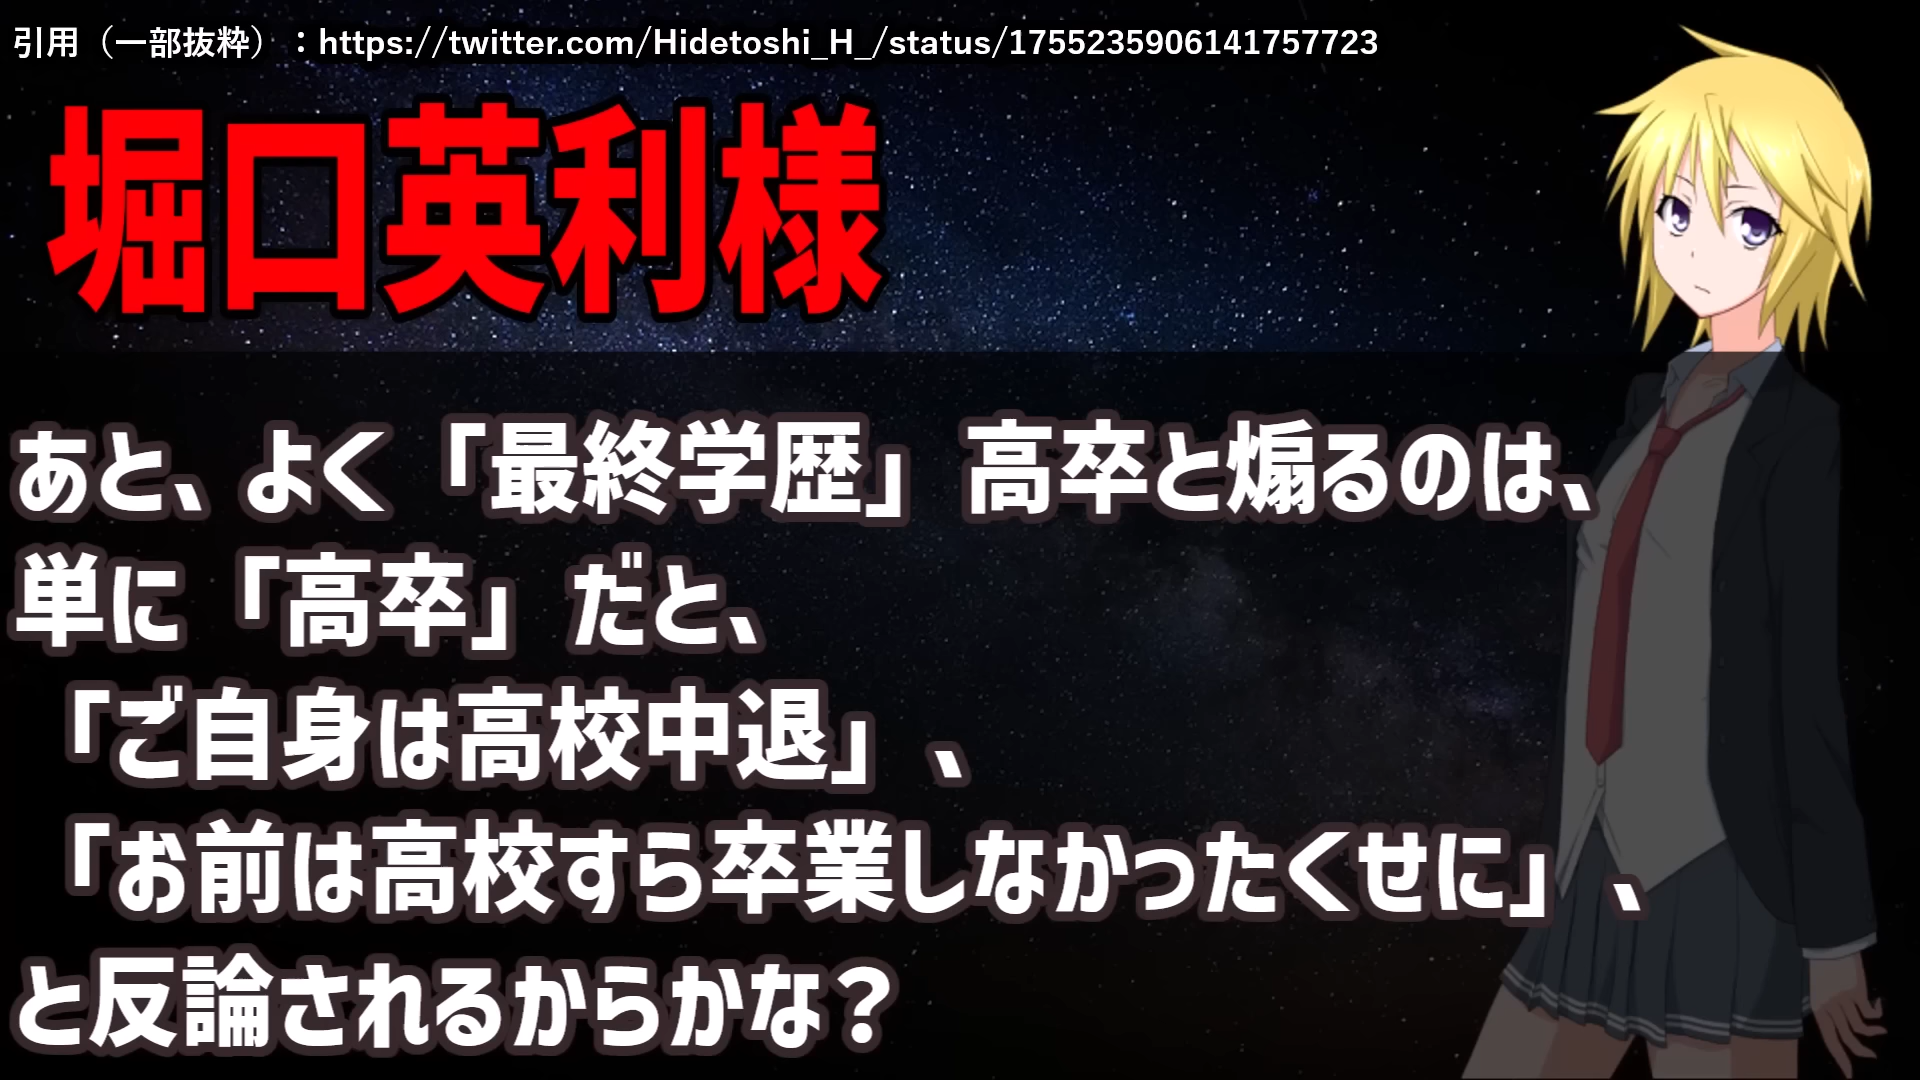 引用（一部抜粋）：https://twitter.com/Hidetoshi_H_/status/1755235906141757723
堀口英利様
あと、よく「最終学歴」高卒と煽るのは、
単に「高卒」だと、
「ご自身は高校中退」、
「お前は高校すら卒業しなかったくせに」、
と反論されるからかな？